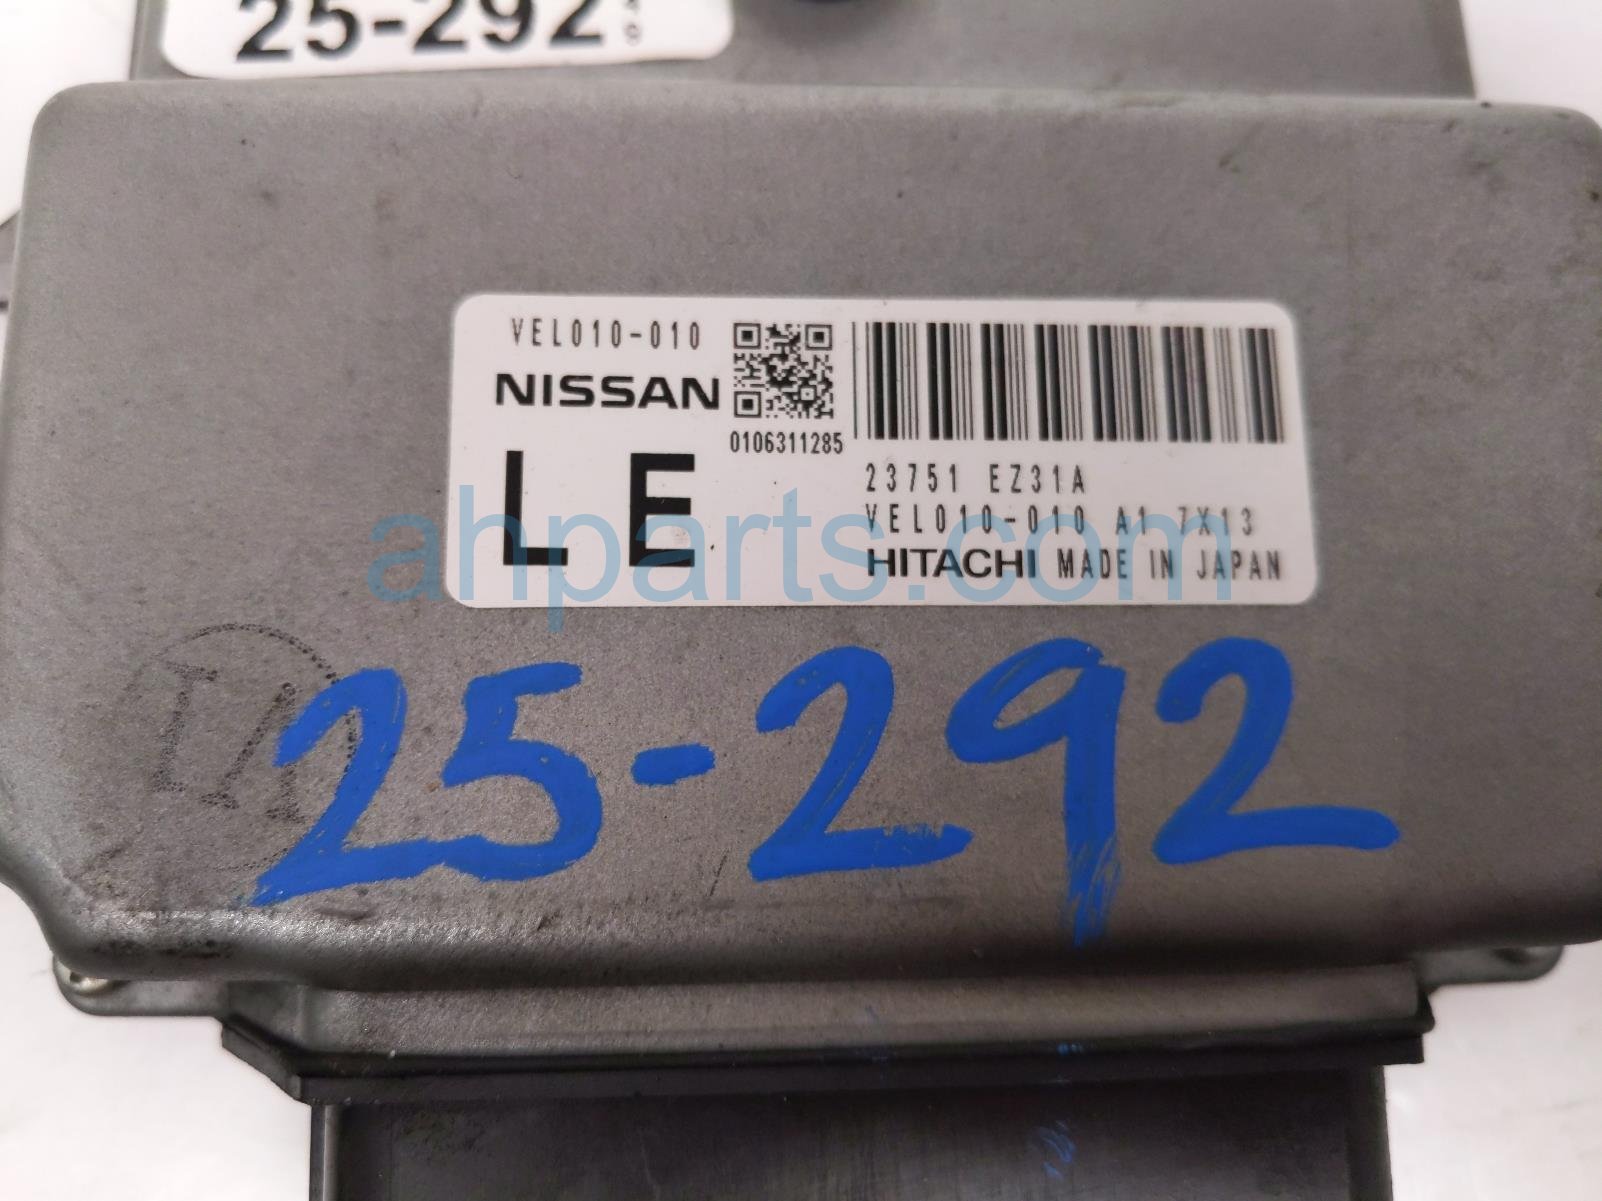 25-292
VEL010-010
NISSAN
0106311285
L E
23751 EZ31A
VEL010-010 A1 7X13
HITACHI MADE IN JAPAN
ahparts.com
25-292